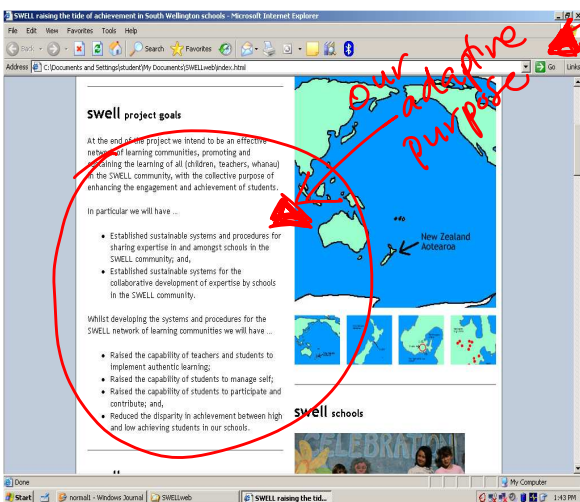 SWELL raising the tide of achievement in South Wellington schools - Microsoft Internet Explorer
File Edit View Favorites Tools Help
Back Search Favorites
Address C:\Documents and Settings\student\My Documents\SWELLweb\index.html Go Links
our
adaptive
purpose
swell project goals
At the end of the project we intend to be an effective
network of learning communities, promoting and
sustaining the learning of all (children, teachers, whanau)
in the SWELL community, with the collective purpose of
enhancing the engagement and achievement of students.
In particular we will have ...
Established sustainable systems and procedures for
sharing expertise in and amongst schools in the
SWELL community; and,
Established sustainable systems for the
collaborative development of expertise by schools
in the SWELL community.
Whilst developing the systems and procedures for the
SWELL network of learning communities we will have ...
Raised the capability of teachers and students to
implement authentic learning;
Raised the capability of students to manage self;
Raised the capability of students to participate and
contribute; and,
Reduced the disparity in achievement between high
and low achieving students in our schools.
New Zealand
Aotearoa
swell schools
CELEBRATION
Done My Computer
Start normal1 - Windows Journal SWELLweb SWELL raising the tid... 1:43 PM